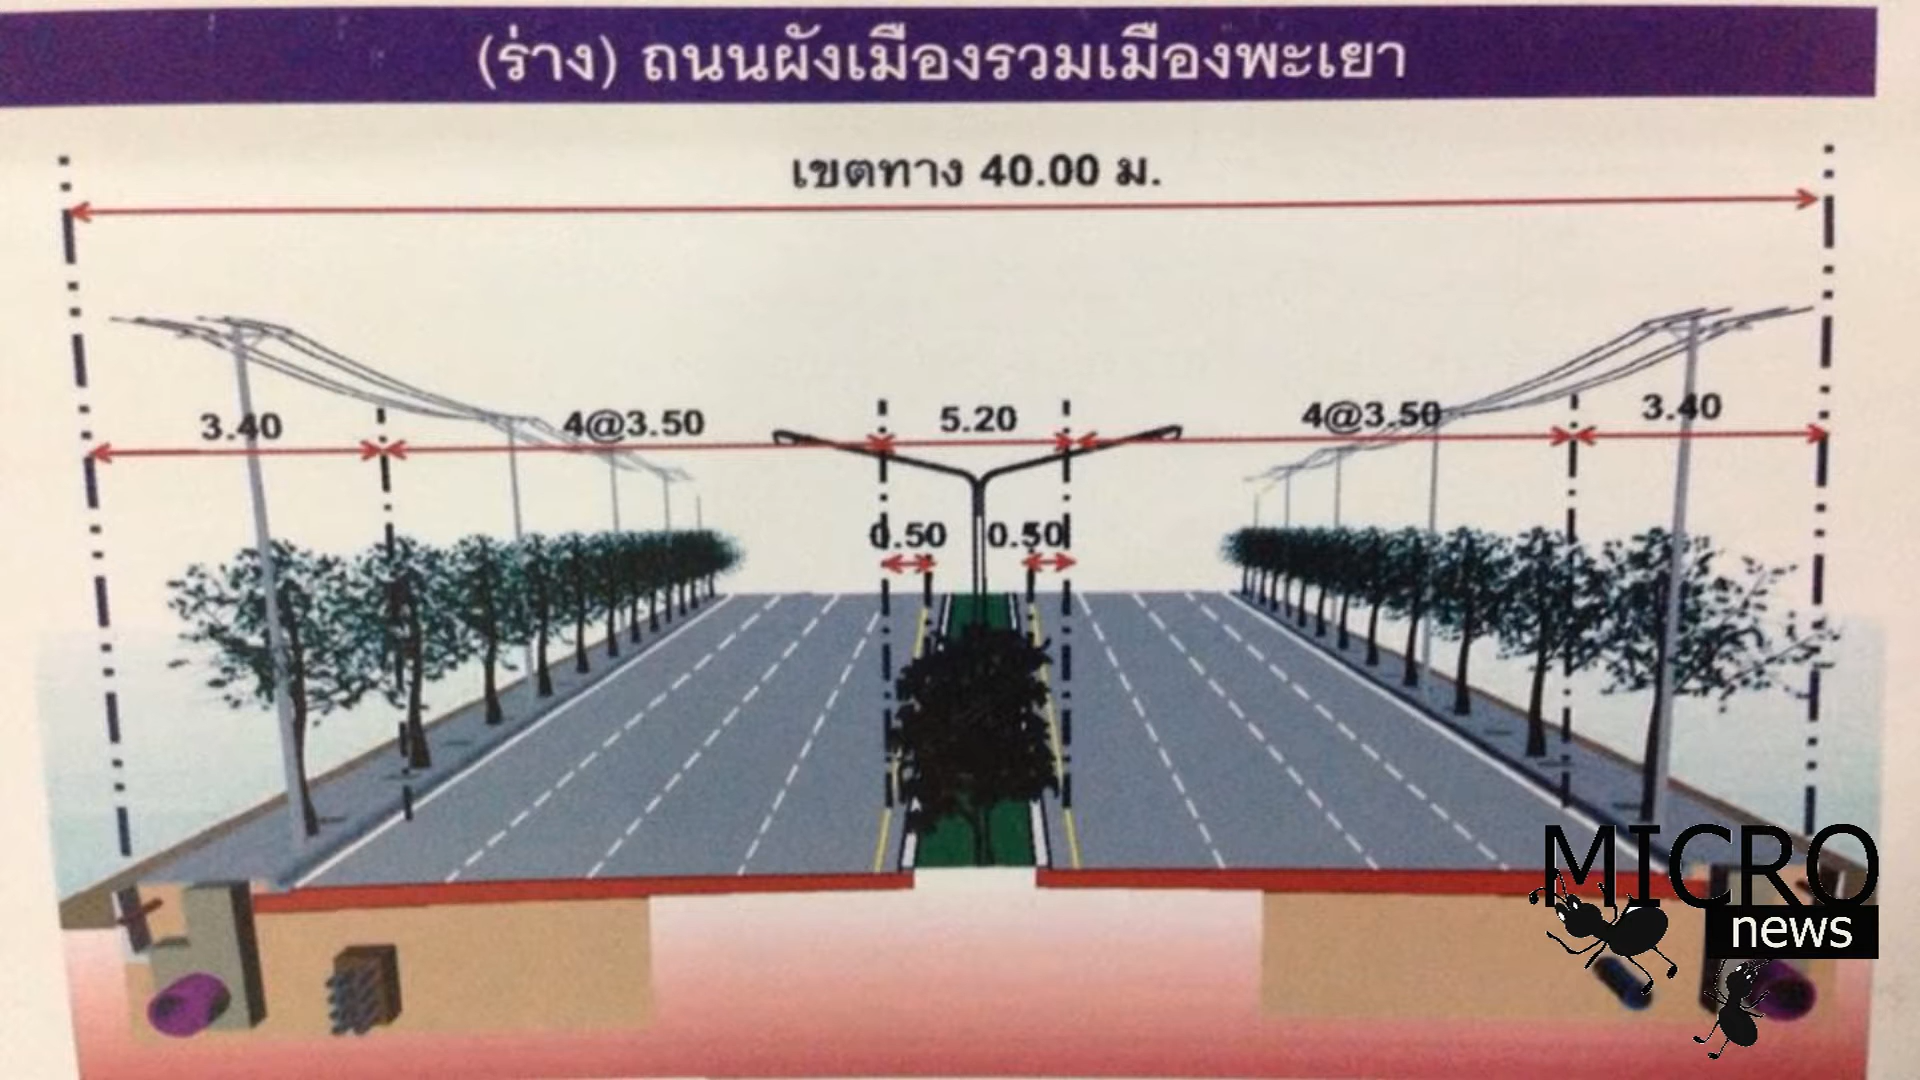 (ร่าง) ถนนผังเมืองรวมเมืองพะเยา
เขตทาง 40.00 ม.
3.40 4@3.50 5.20 4@3.50 3.40
0.50 0.50
MICRO
news